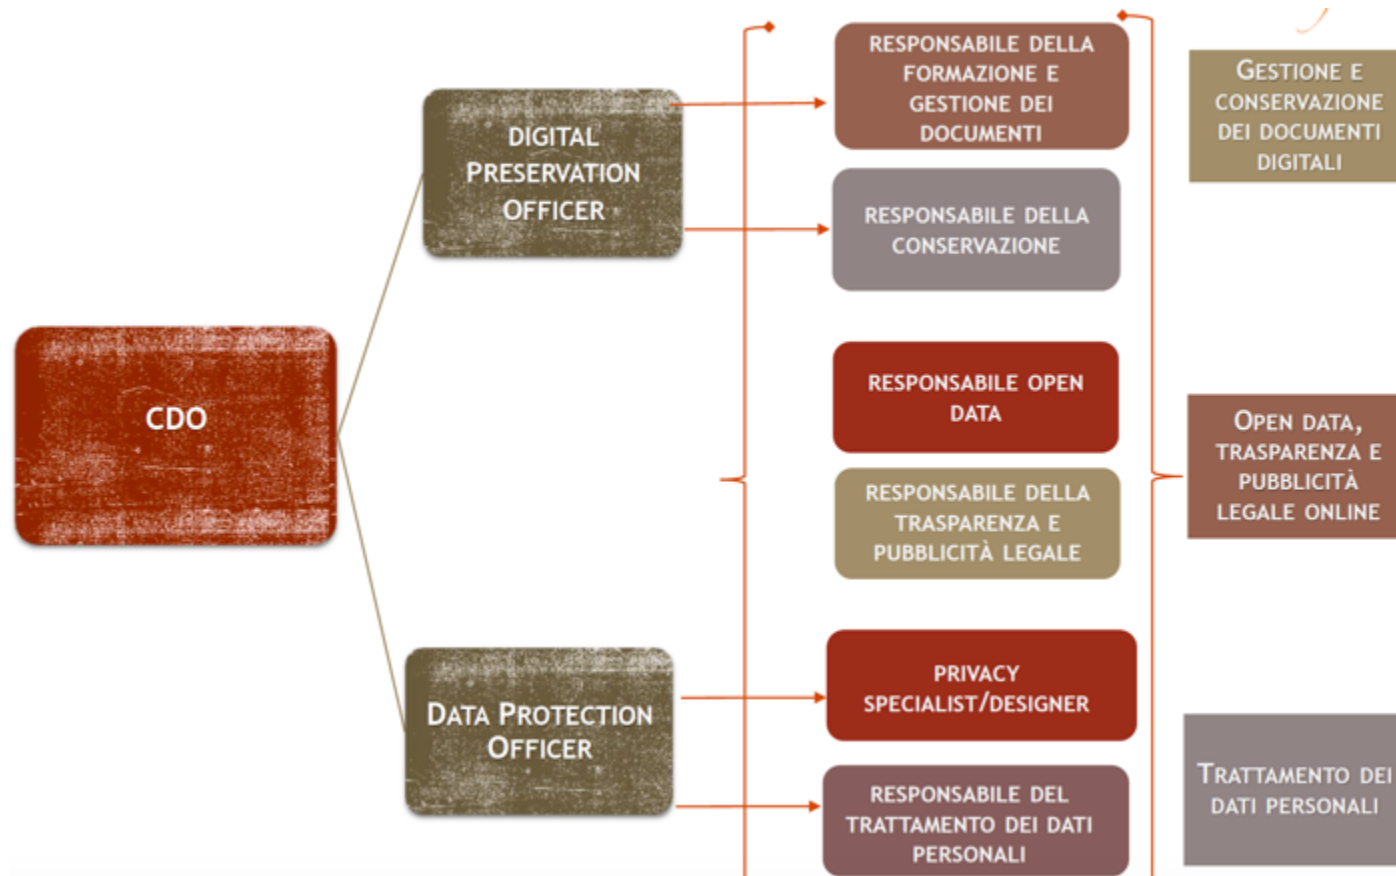 CDO
DIGITAL
PRESERVATION
OFFICER
DATA PROTECTION
OFFICER
RESPONSABILE DELLA
FORMAZIONE E
GESTIONE DEI
DOCUMENTI
RESPONSABILE DELLA
CONSERVAZIONE
RESPONSABILE OPEN
DATA
RESPONSABILE DELLA
TRASPARENZA E
PUBBLICITÀ LEGALE
PRIVACY
SPECIALIST/DESIGNER
RESPONSABILE DEL
TRATTAMENTO DEI DATI
PERSONALI
GESTIONE E
CONSERVAZIONE
DEI DOCUMENTI
DIGITALI
OPEN DATA,
TRASPARENZA E
PUBBLICITÀ
LEGALE ONLINE
TRATTAMENTO DEI
DATI PERSONALI